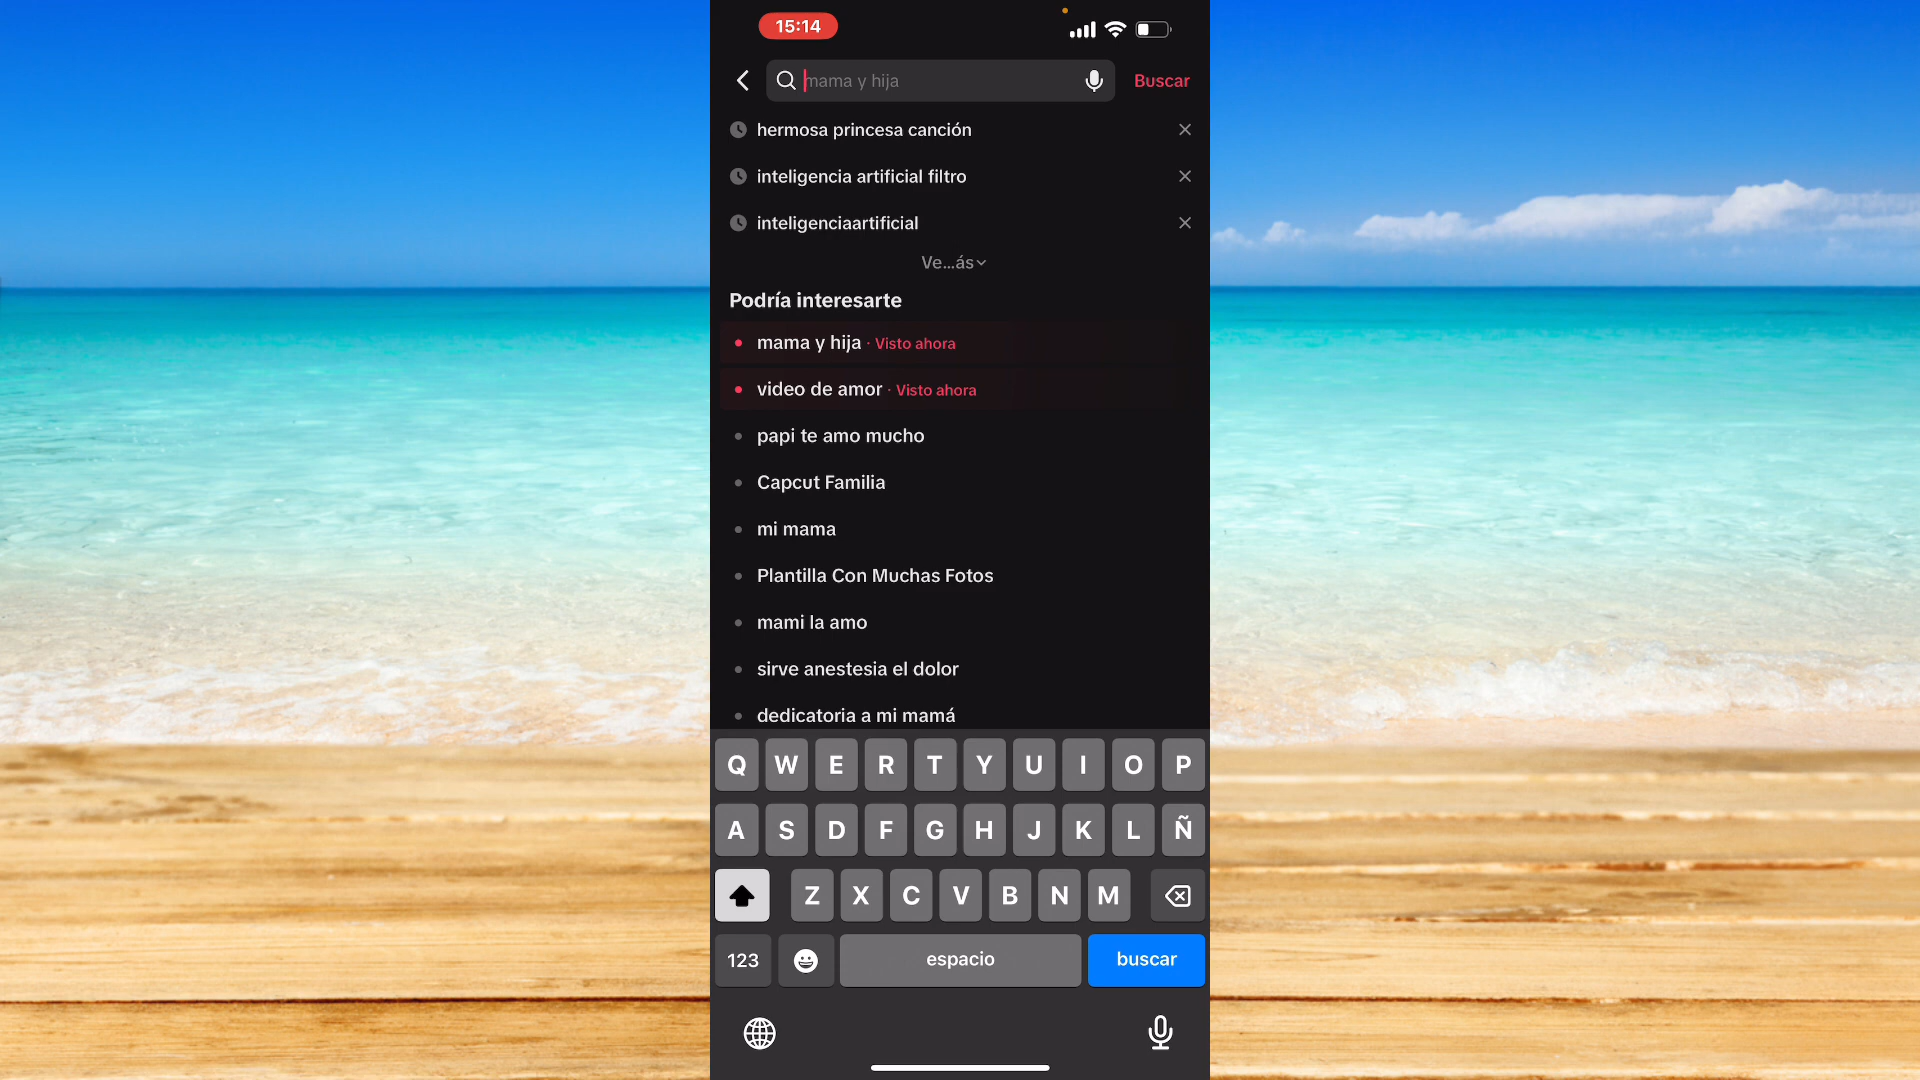 15:14
mama y hija
Buscar
hermosa princesa canción
inteligencia artificial filtro
inteligenciaartificial
Ve...ás
Podría interesarte
mama y hija · Visto ahora
video de amor · Visto ahora
papi te amo mucho
Capcut Familia
mi mama
Plantilla Con Muchas Fotos
mami la amo
sirve anestesia el dolor
dedicatoria a mi mamá
Q W E R T Y U I O P
A S D F G H J K L Ñ
Z X C V B N M
123 espacio buscar